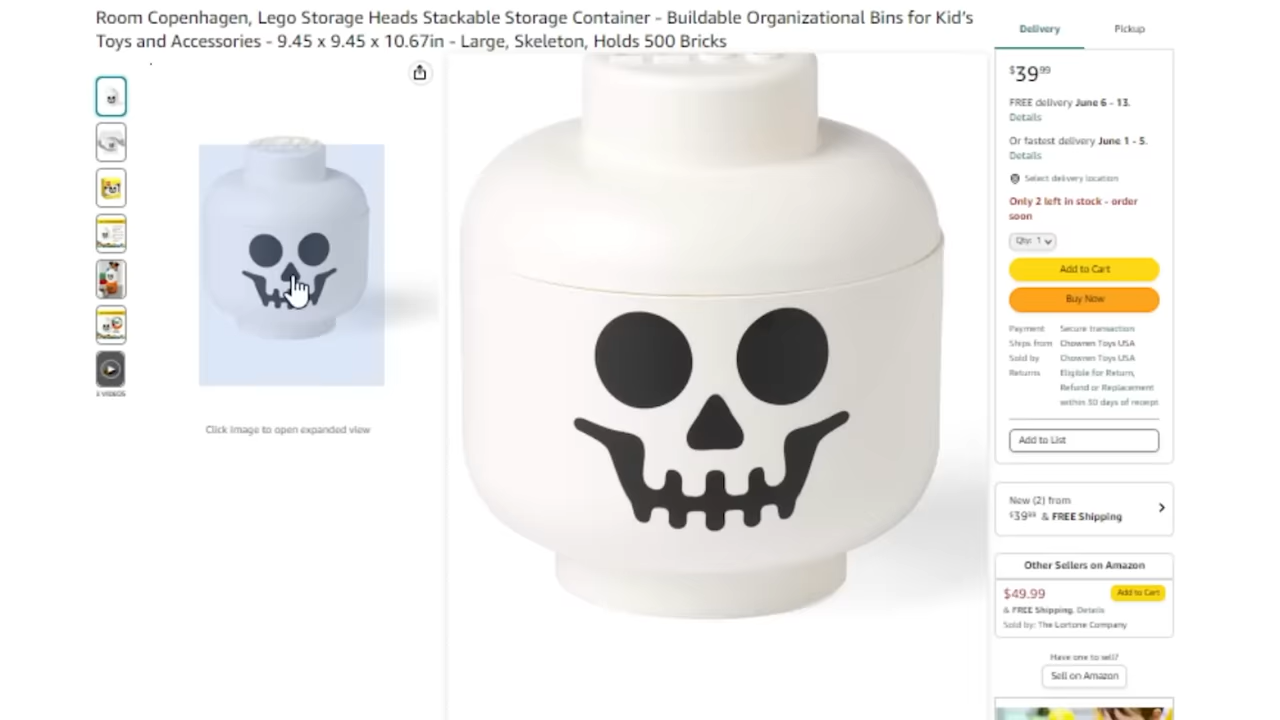 Room Copenhagen, Lego Storage Heads Stackable Storage Container - Buildable Organizational Bins for Kid's
Toys and Accessories - 9.45 x 9.45 x 10.67in - Large, Skeleton, Holds 500 Bricks
3 VIDEOS
Click image to open expanded view
Delivery Pickup
$39⁹⁹
FREE delivery June 6 - 13.
Details
Or fastest delivery June 1 - 5.
Details
Select delivery location
Only 2 left in stock - order
soon
Qty: 1
Add to Cart
Buy Now
Payment Secure transaction
Ships from Chowren Toys USA
Sold by Chowren Toys USA
Returns Eligible for Return,
Refund or Replacement
within 30 days of receipt
Add to List
New (2) from
$39⁹⁹ & FREE Shipping
Other Sellers on Amazon
$49.99 Add to Cart
& FREE Shipping. Details
Sold by: The Lortone Company
Have one to sell?
Sell on Amazon